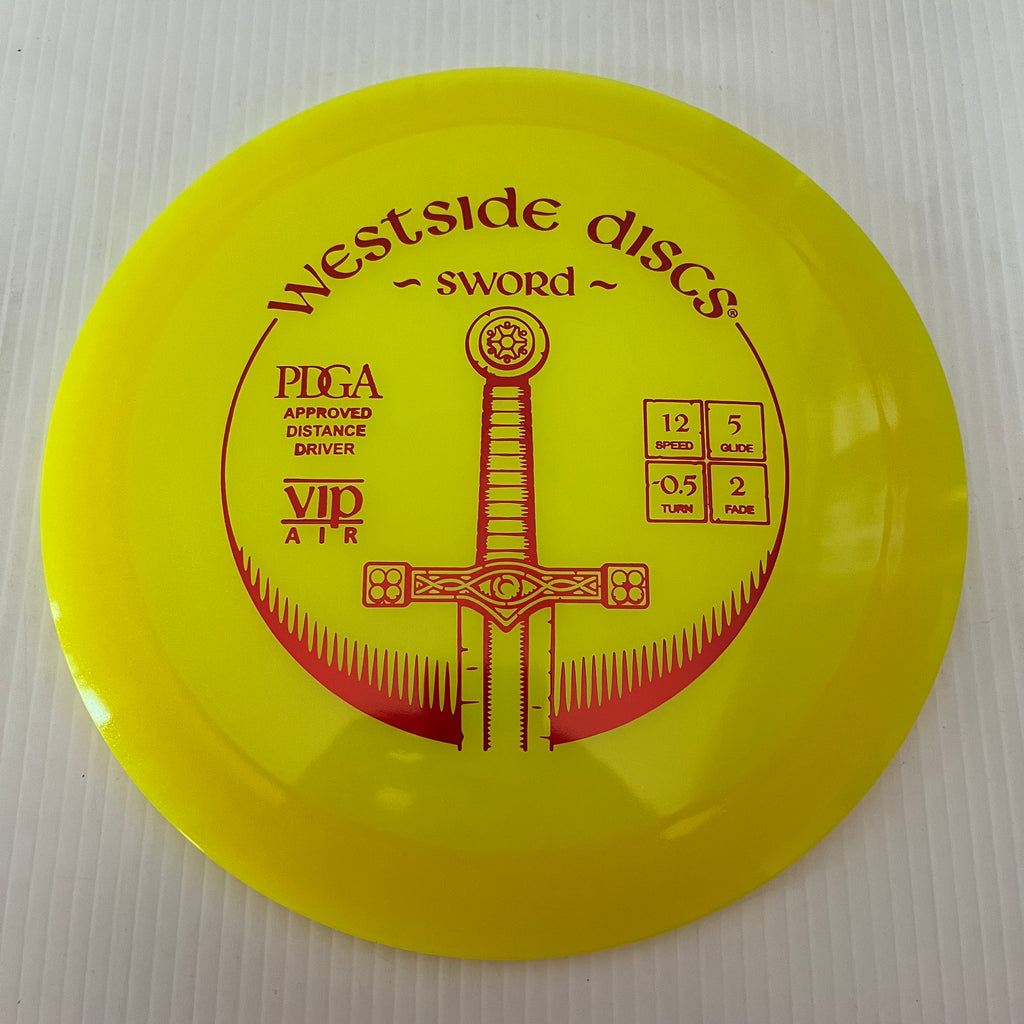 Westside discs®
~ sword ~
PDGA
APPROVED
DISTANCE
DRIVER
VIP
AIR
12
SPEED
5
GLIDE
-0.5
TURN
2
FADE